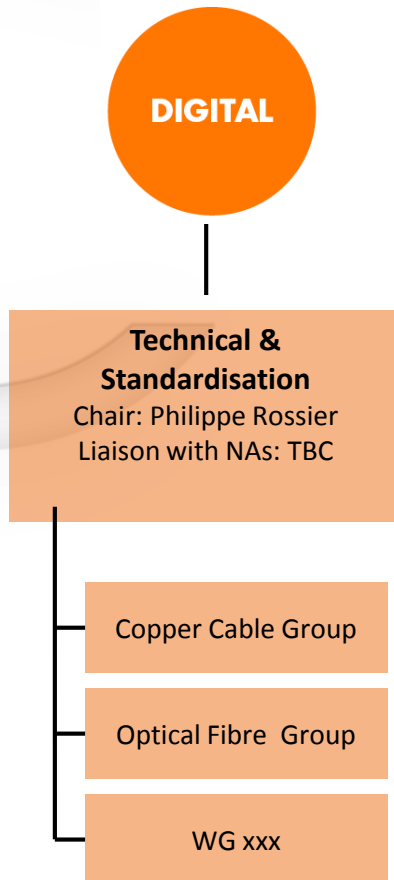 DIGITAL
Technical &
Standardisation
Chair: Philippe Rossier
Liaison with NAs: TBC
Copper Cable Group
Optical Fibre  Group
WG xxx